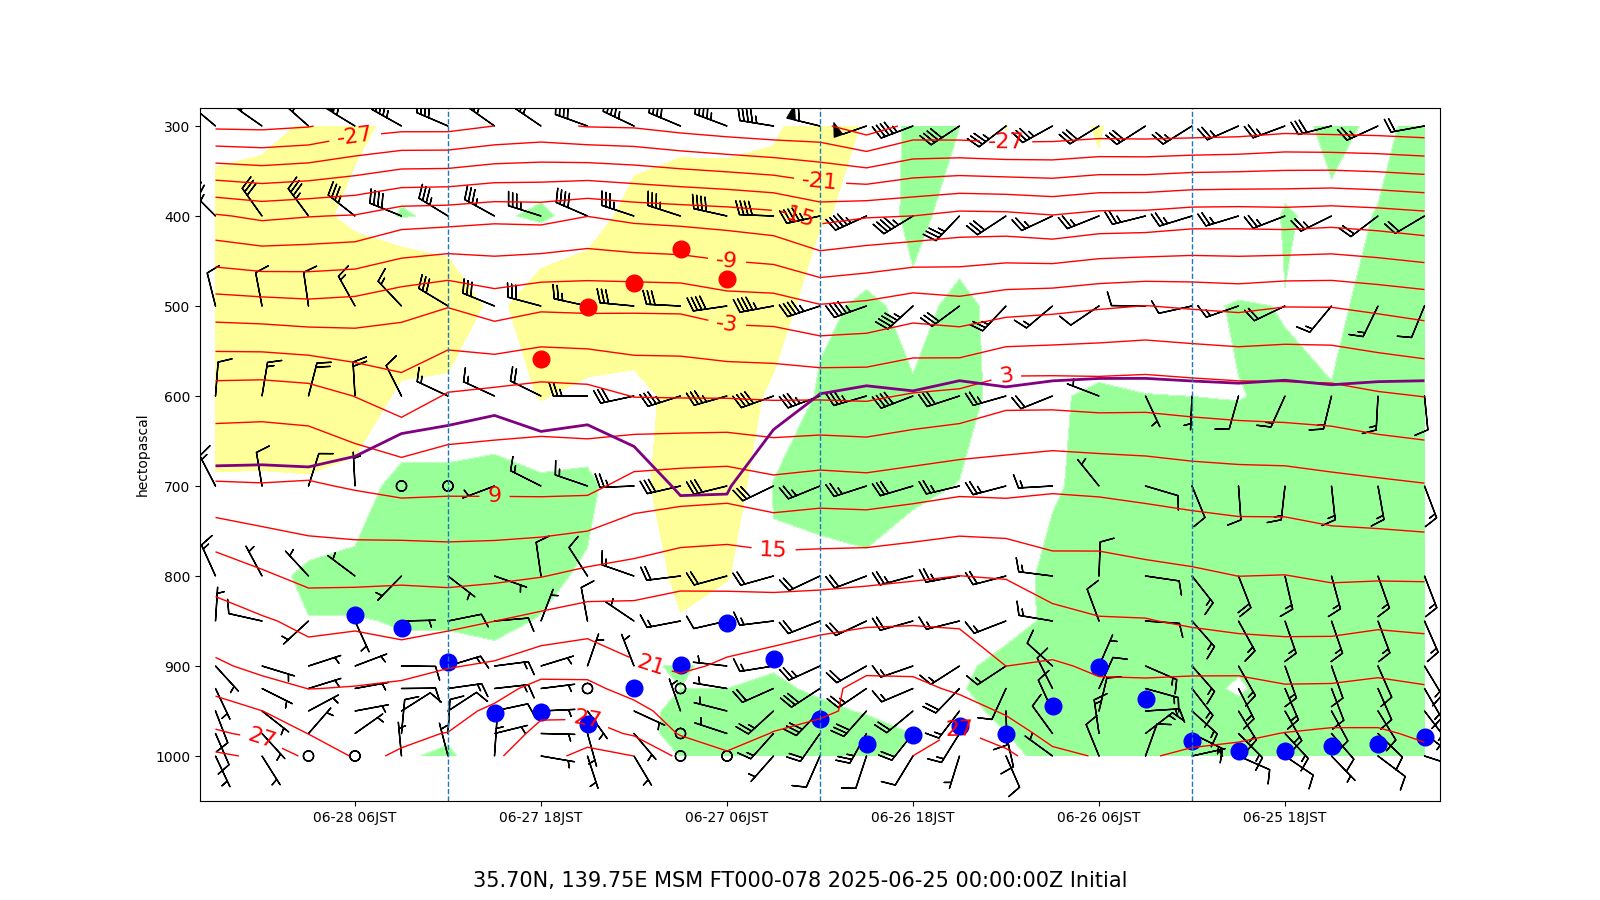 300
400
500
600
700
800
900
1000
hectopascal
-27
-27
-21
-15
-9
-3
3
9
15
21
27
27
27
06-28 06JST
06-27 18JST
06-27 06JST
06-26 18JST
06-26 06JST
06-25 18JST
35.70N, 139.75E MSM FT000-078 2025-06-25 00:00:00Z Initial